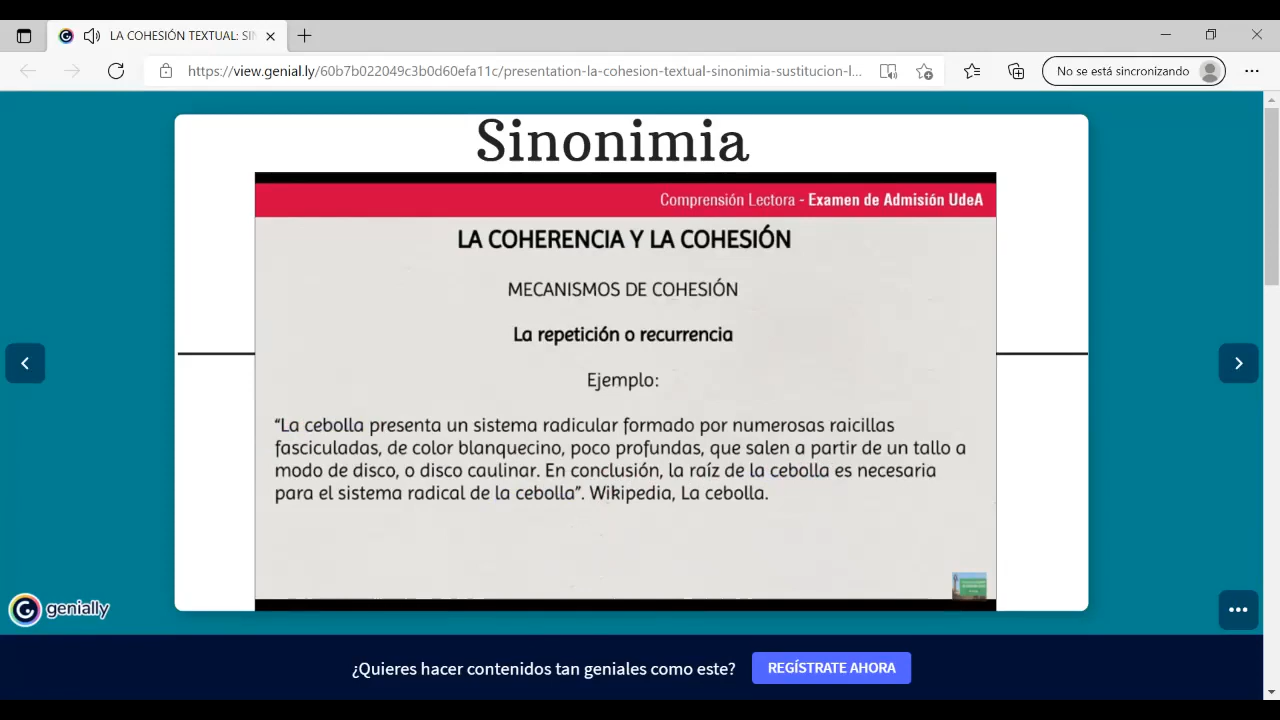 LA COHESIÓN TEXTUAL: SI
https://view.genial.ly/60b7b022049c3b0d60efa11c/presentation-la-cohesion-textual-sinonimia-sustitucion-l...
No se está sincronizando
Sinonimia
Comprensión Lectora - Examen de Admisión UdeA
LA COHERENCIA Y LA COHESIÓN
MECANISMOS DE COHESIÓN
La repetición o recurrencia
Ejemplo:
“La cebolla presenta un sistema radicular formado por numerosas raicillas
fasciculadas, de color blanquecino, poco profundas, que salen a partir de un tallo a
modo de disco, o disco caulinar. En conclusión, la raíz de la cebolla es necesaria
para el sistema radical de la cebolla”. Wikipedia, La cebolla.
genially
¿Quieres hacer contenidos tan geniales como este?
REGÍSTRATE AHORA